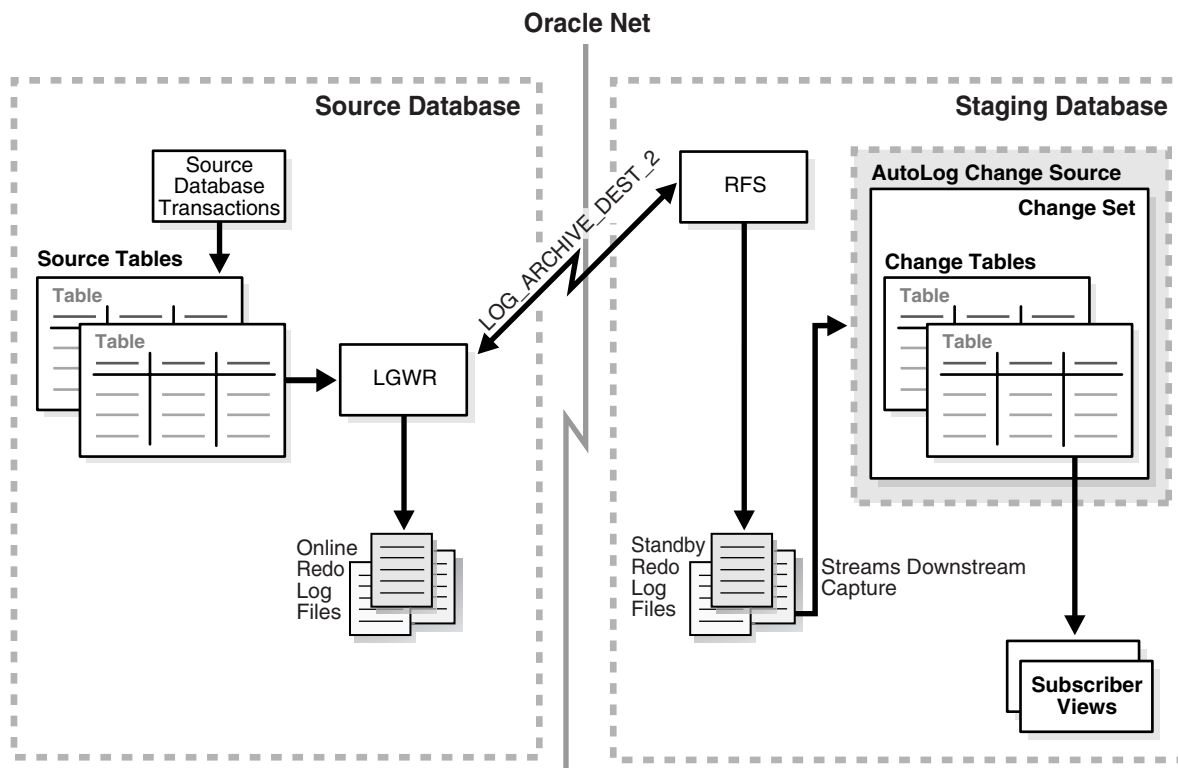 Oracle Net
Source Database
Source
Database
Transactions
Source Tables
Table
Table
LGWR
Online
Redo
Log
Files
LOG_ARCHIVE_DEST_2
Staging Database
RFS
AutoLog Change Source
Change Set
Change Tables
Table
Table
Standby
Redo
Log
Files
Streams Downstream
Capture
Subscriber
Views